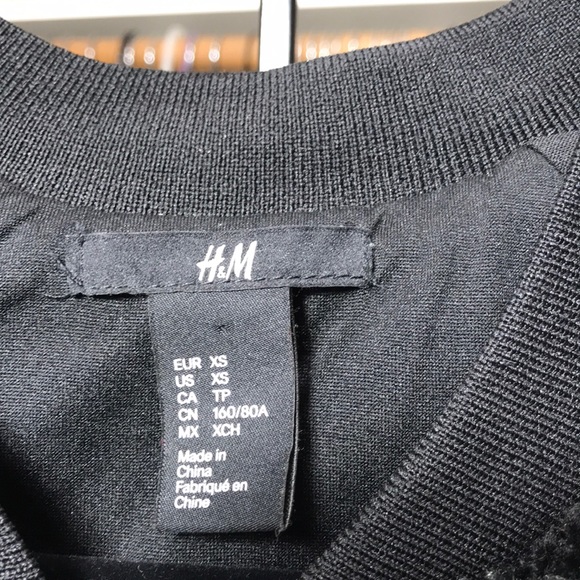 H&M
EUR XS
US XS
CA TP
CN 160/80A
MX XCH
Made in
China
Fabriqué en
Chine